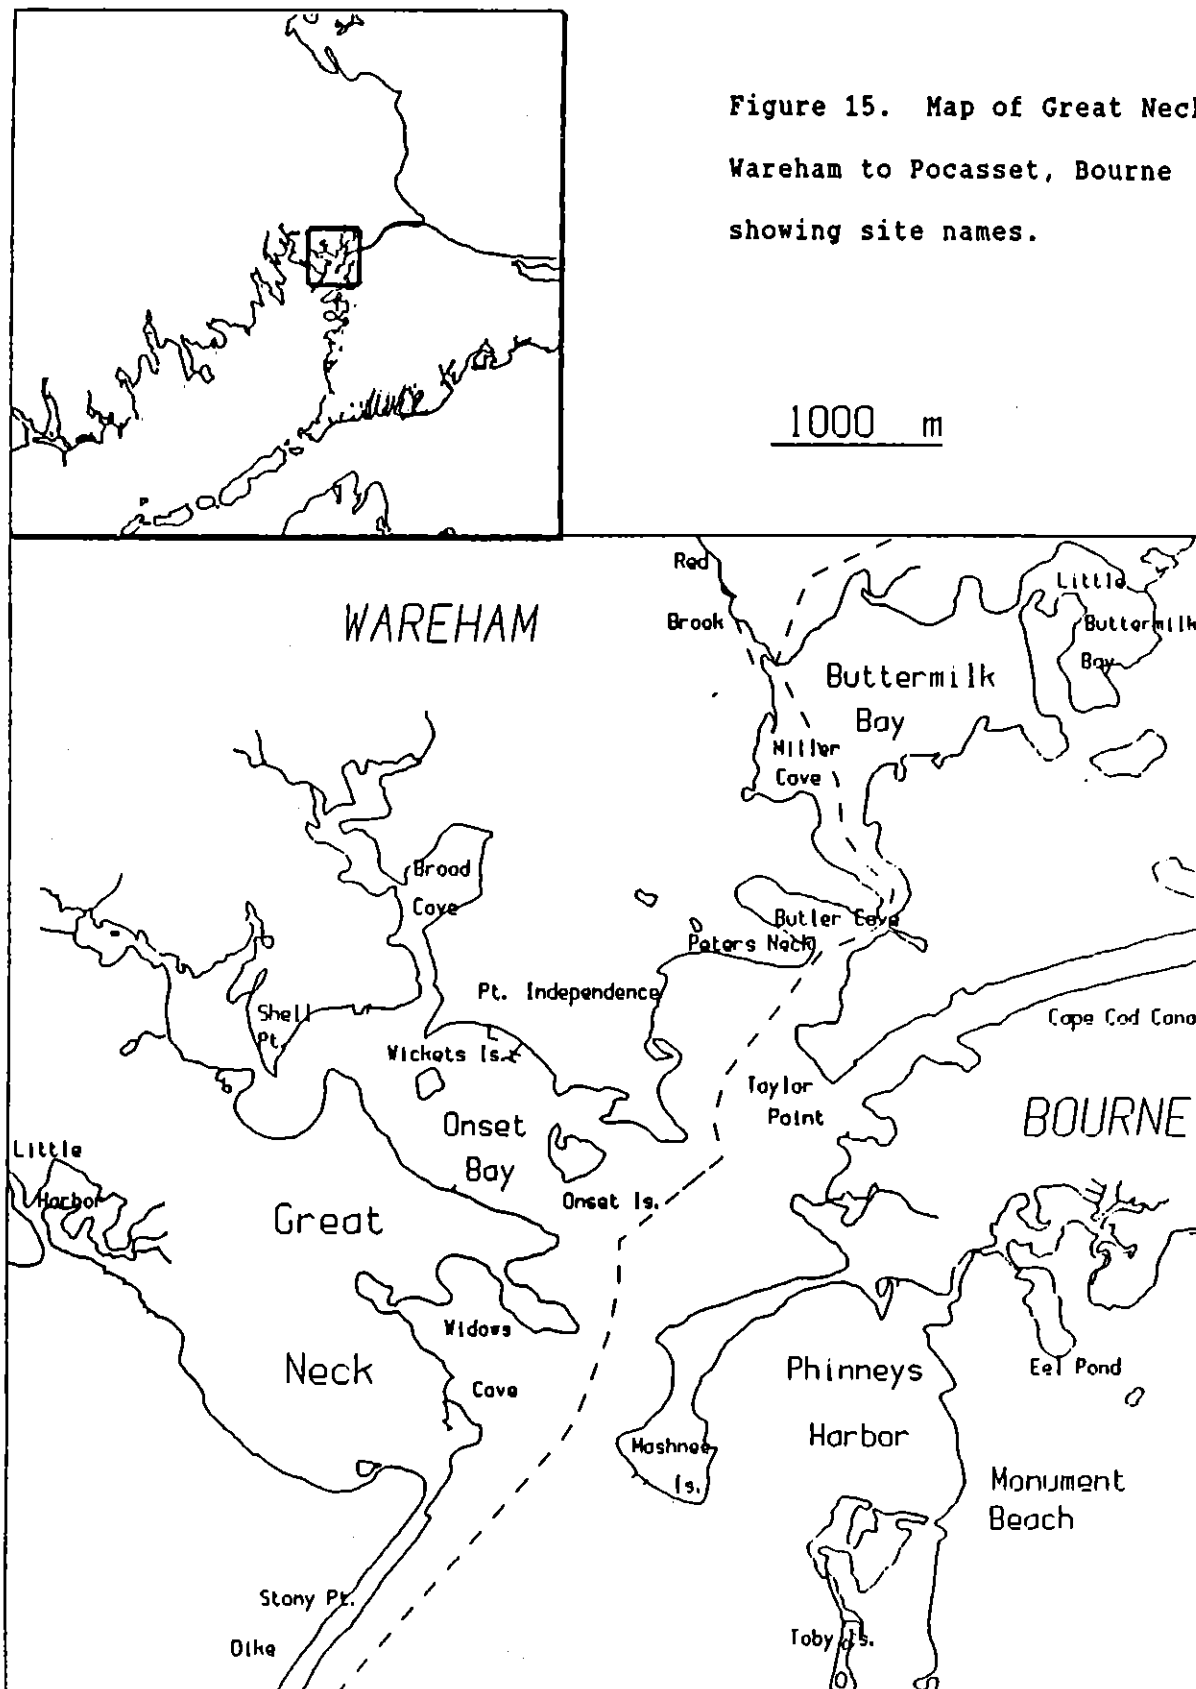 Figure 15. Map of Great Neck
Wareham to Pocasset, Bourne
showing site names.
1000 m
WAREHAM
Red
Brook
Little
Buttermilk
Bay
Buttermilk
Bay
Miller
Cove
Broad
Cove
Butler Cove
Peters Neck
Pt. Independence
Shell
Pt.
Wickets Is.
Cape Cod Cana
Taylor
Point
BOURNE
Onset
Bay
Onset Is.
Little
Harbor
Great
Neck
Widows
Cove
Phinneys
Harbor
Eel Pond
Mashnee
Is.
Monument
Beach
Stony Pt.
Dike
Toby Is.